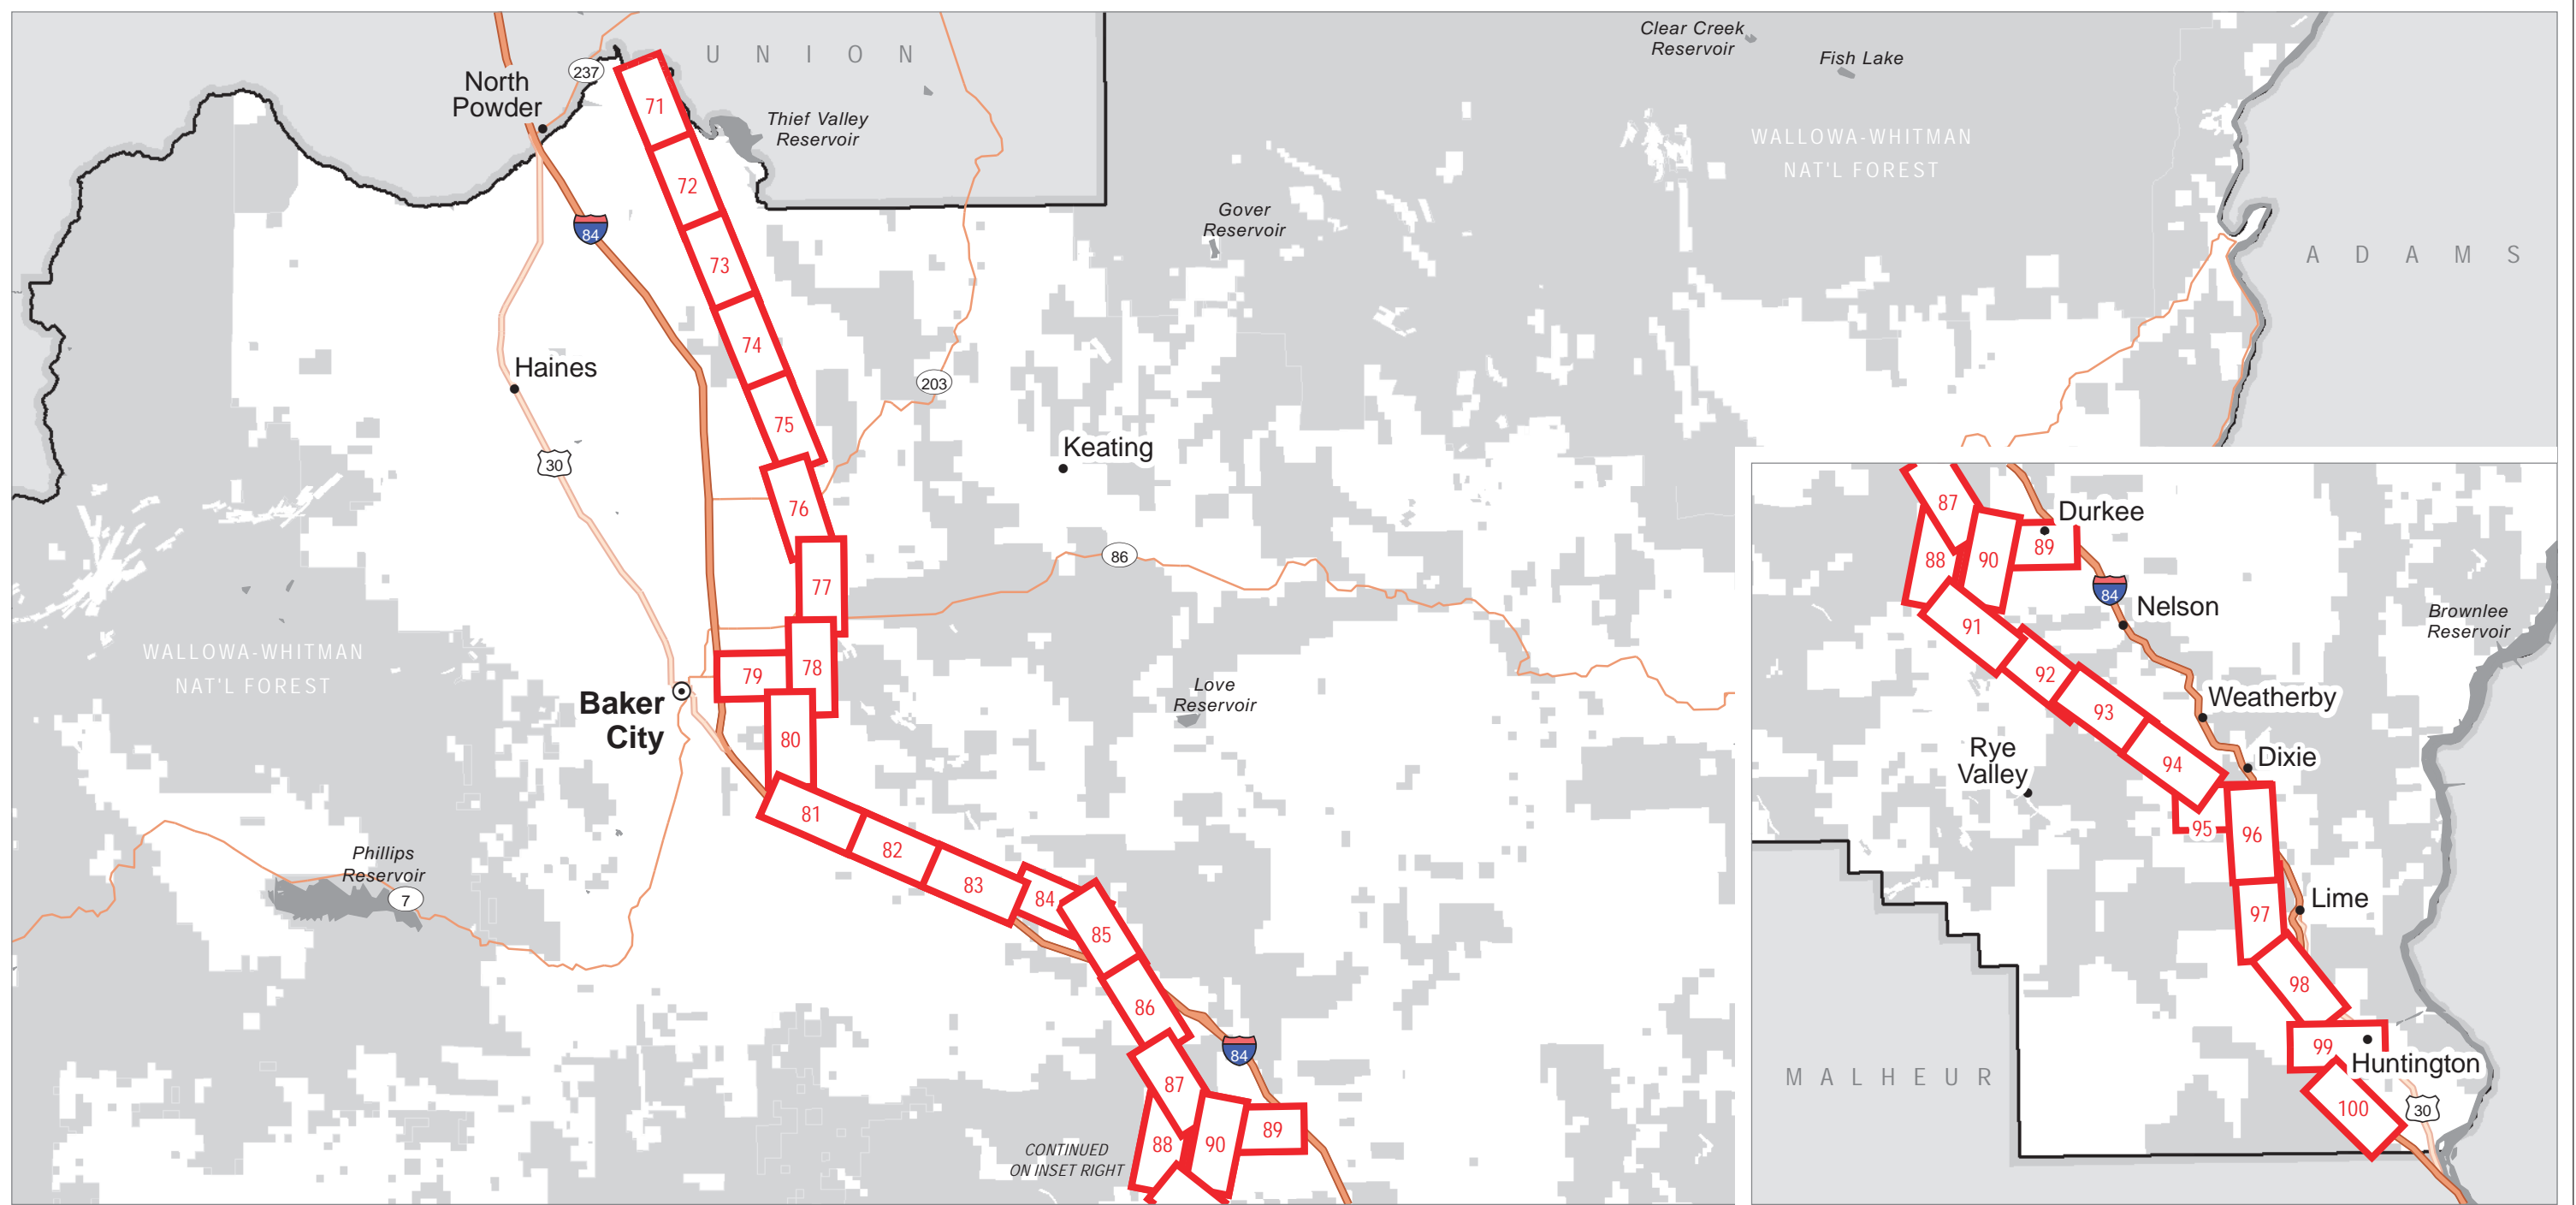 Clear Creek
Reservoir
Fish Lake
UNION
237
North
Powder
71
Thief Valley
Reservoir
WALLOWA-WHITMAN
NAT'L FOREST
72
84
Gover
Reservoir
ADAMS
73
74
Haines
203
75
Keating
30
76
86
77
WALLOWA-WHITMAN
NAT'L FOREST
78
79
Love
Reservoir
Baker
City
80
81
82
Phillips
Reservoir
7
83
84
85
86
84
87
88
90
89
CONTINUED
ON INSET RIGHT
87
Durkee
88
90
89
84
Nelson
Brownlee
Reservoir
91
92
Weatherby
93
Rye
Valley
Dixie
94
95
96
Lime
97
98
99
Huntington
MALHEUR
100
30